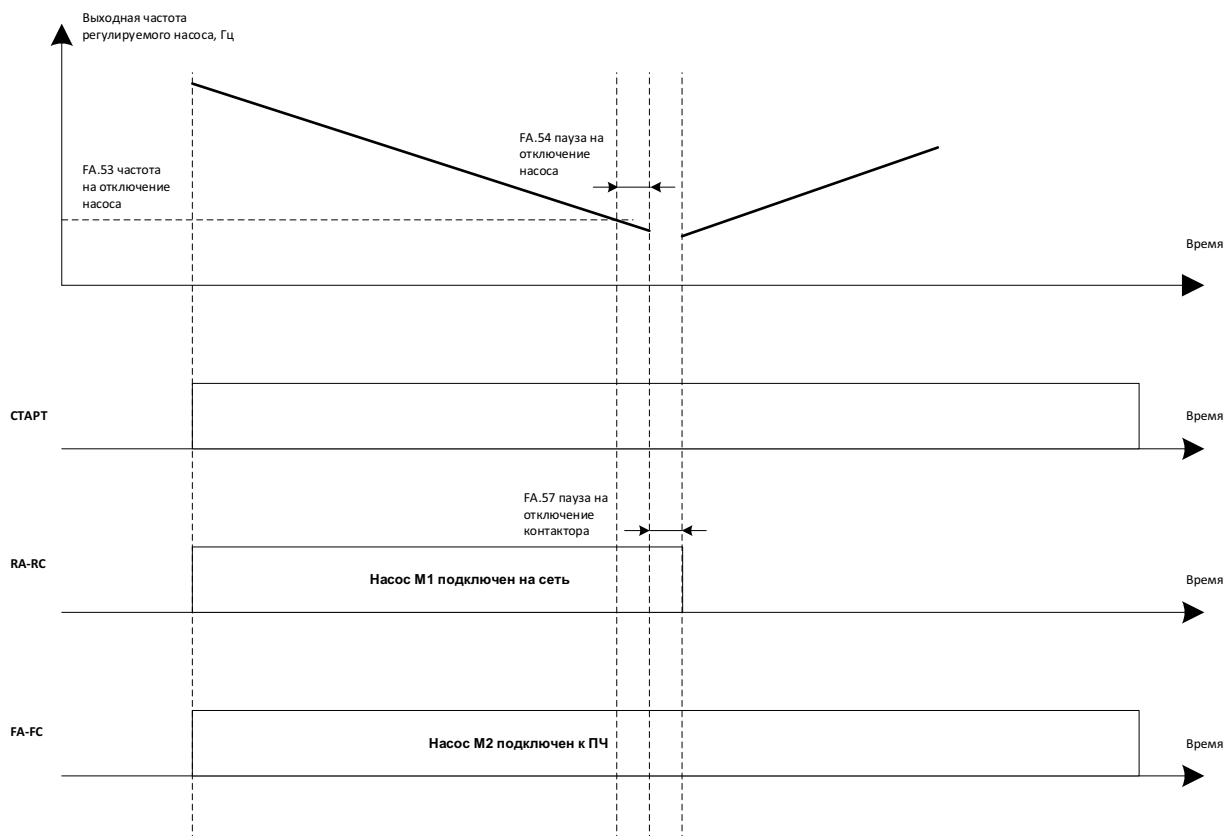 Выходная частота
регулируемого насоса, Гц
FA.54 пауза на
отключение
насоса
FA.53 частота
на отключение
насоса
Время
СТАРТ
Время
FA.57 пауза на
отключение
контактора
RA-RC
Насос М1 подключен на сеть
Время
FA-FC
Насос М2 подключен к ПЧ
Время